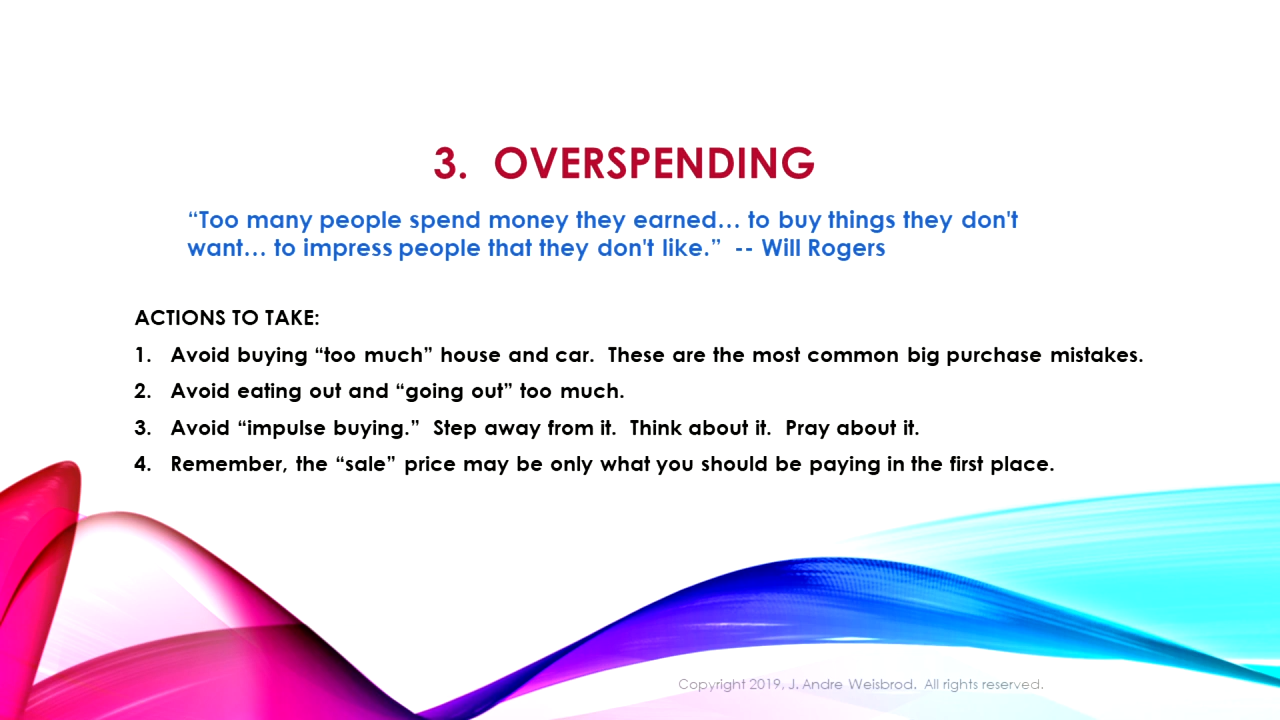 3.  OVERSPENDING
“Too many people spend money they earned… to buy things they don't
want… to impress people that they don't like.”  -- Will Rogers
ACTIONS TO TAKE:
1.  Avoid buying “too much” house and car.  These are the most common big purchase mistakes.
2.  Avoid eating out and “going out” too much.
3.  Avoid “impulse buying.”  Step away from it.  Think about it.  Pray about it.
4.  Remember, the “sale” price may be only what you should be paying in the first place.
Copyright 2019, J. Andre Weisbrod.  All rights reserved.